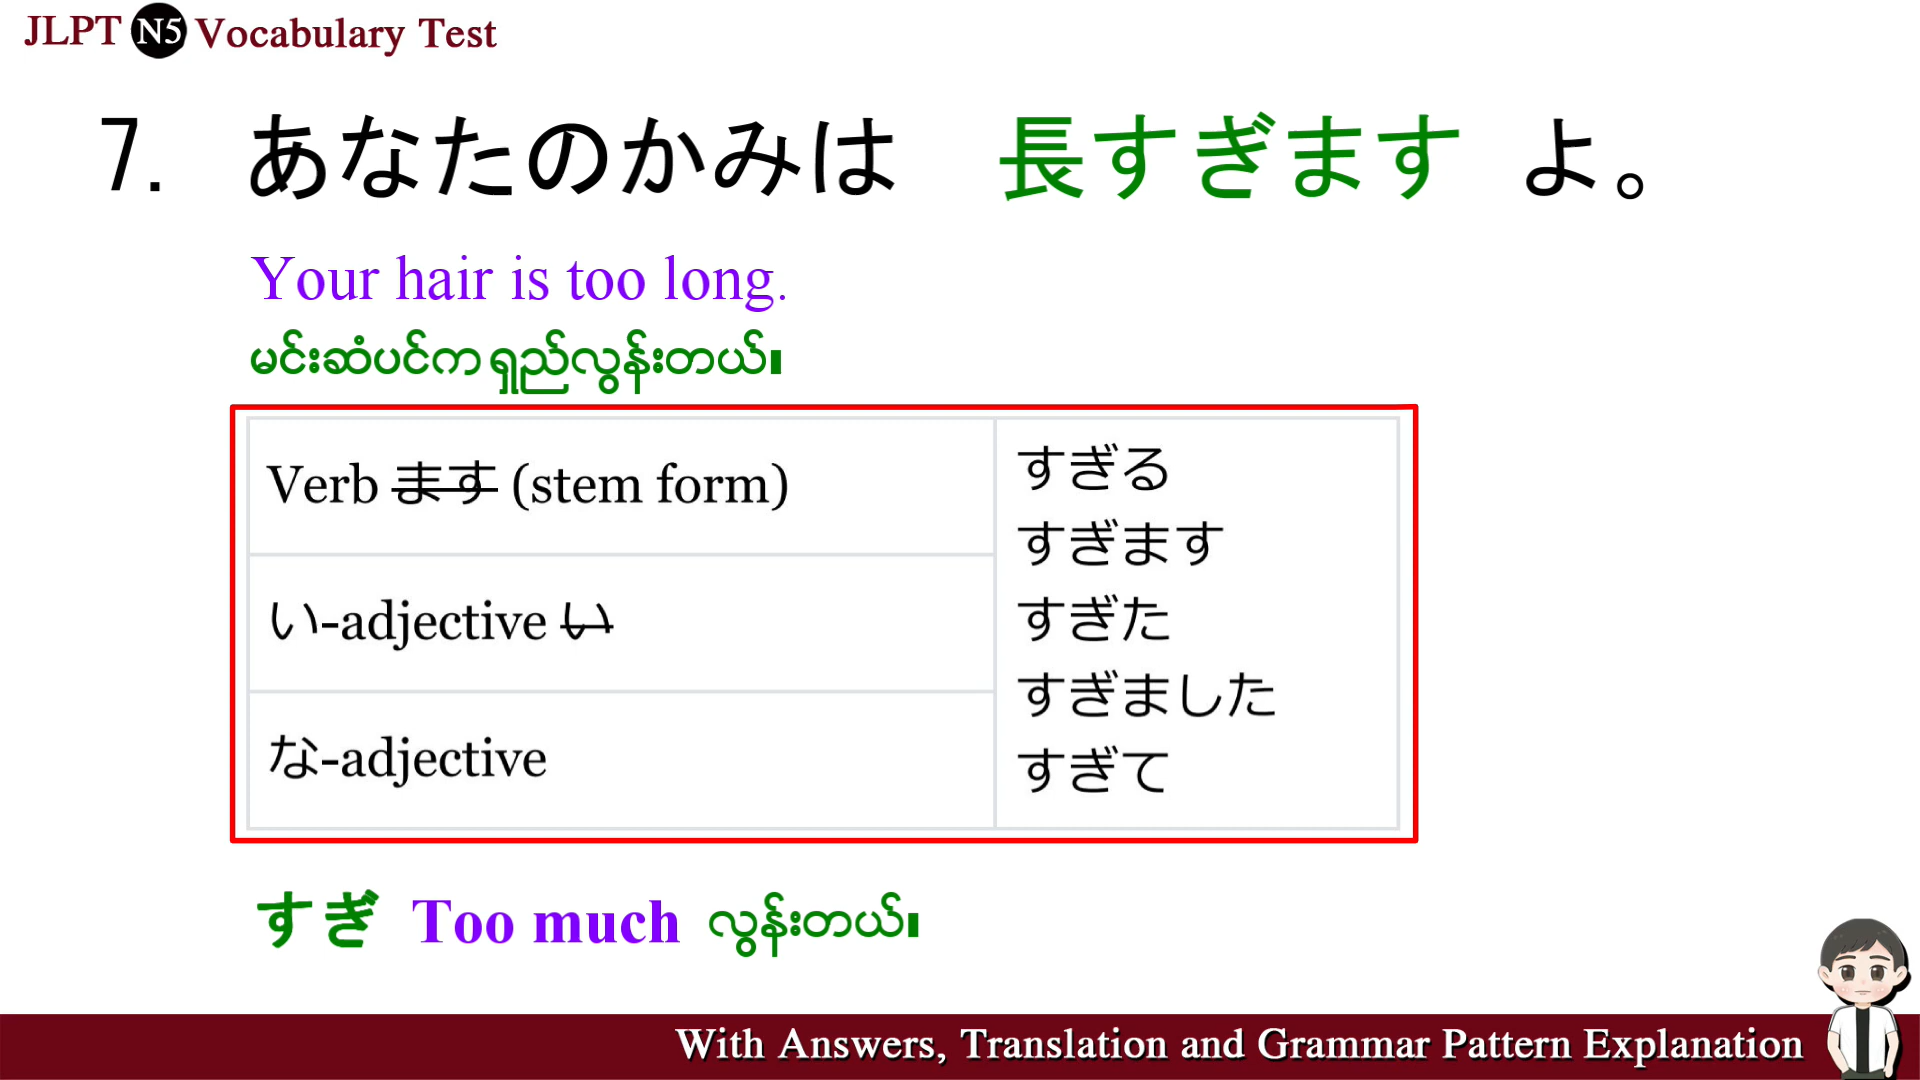 JLPT N5 Vocabulary Test
7. あなたのかみは 長すぎます よ。
Your hair is too long.
မင်းဆံပင်က ရှည်လွန်းတယ်။
Verb ます (stem form)
い-adjective い
な-adjective
すぎる
すぎます
すぎた
すぎました
すぎて
すぎ Too much လွန်းတယ်။
With Answers, Translation and Grammar Pattern Explanation